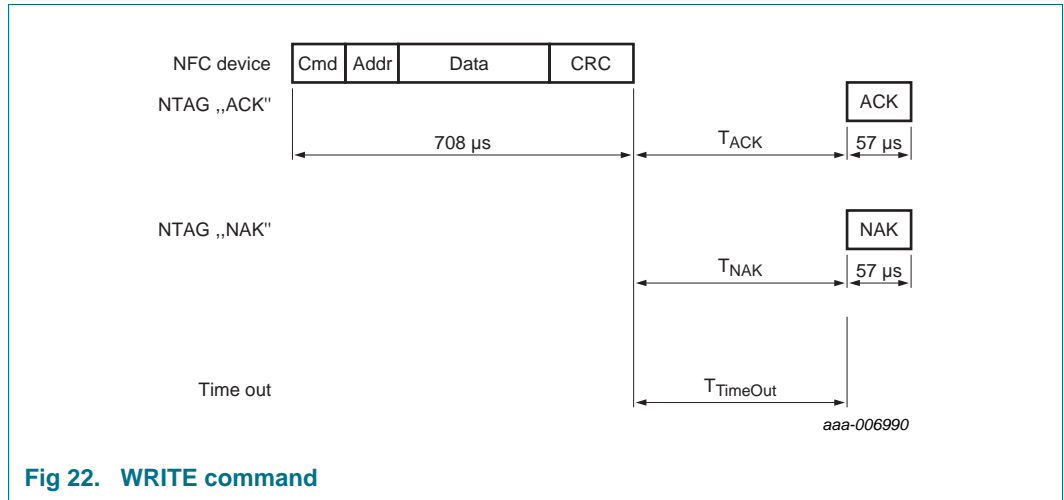 NFC device Cmd Addr Data CRC
NTAG ,,ACK" ACK
708 µs TACK 57 µs
NTAG ,,NAK" NAK
TNAK 57 µs
Time out TTimeOut
aaa-006990
Fig 22. WRITE command